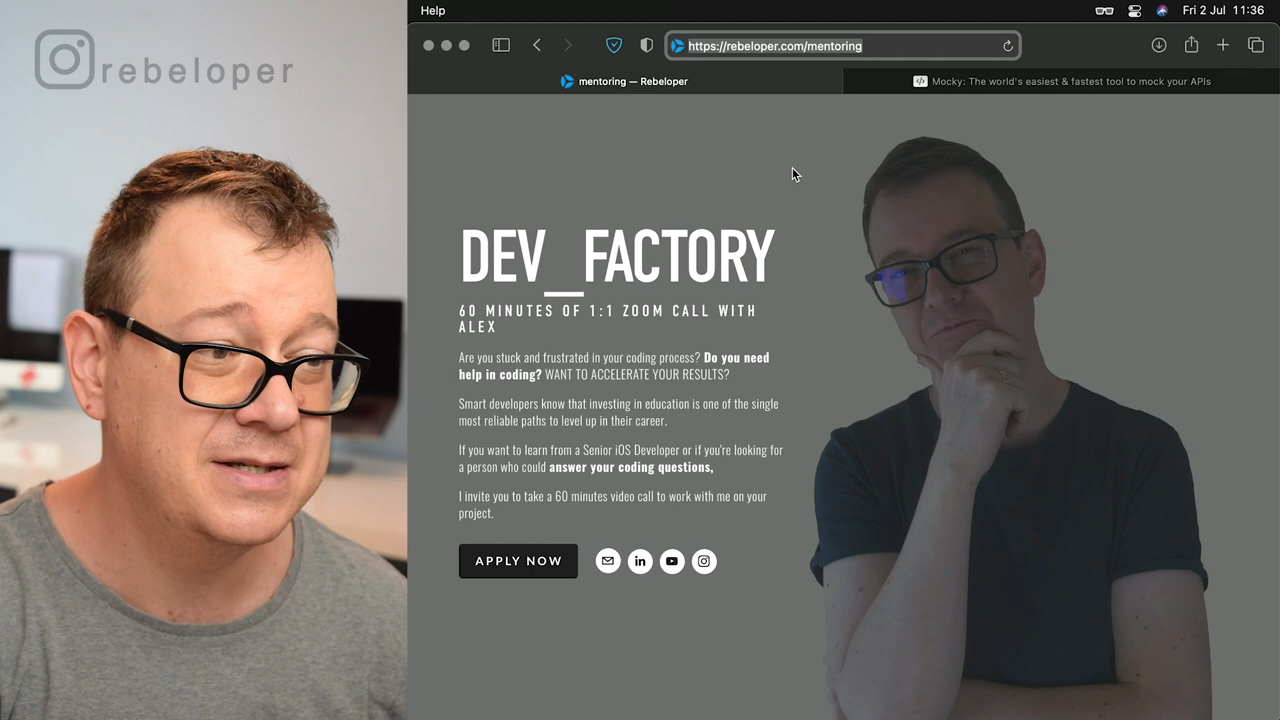 rebeloper
Help
Fri 2 Jul 11:36
https://rebeloper.com/mentoring
mentoring — Rebeloper
Mocky: The world's easiest & fastest tool to mock your APIs
DEV_FACTORY
60 MINUTES OF 1:1 ZOOM CALL WITH
ALEX
Are you stuck and frustrated in your coding process? Do you need
help in coding? WANT TO ACCELERATE YOUR RESULTS?
Smart developers know that investing in education is one of the single
most reliable paths to level up in their career.
If you want to learn from a Senior iOS Developer or if you're looking for
a person who could answer your coding questions,
I invite you to take a 60 minutes video call to work with me on your
project.
APPLY NOW
in